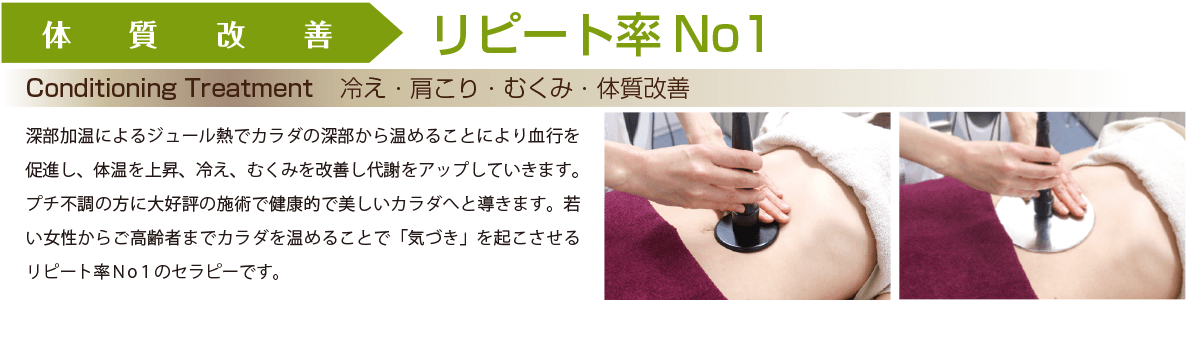 体質改善 リピート率No1
Conditioning Treatment 冷え・肩こり・むくみ・体質改善
深部加温によるジュール熱でカラダの深部から温めることにより血行を
促進し、体温を上昇、冷え、むくみを改善し代謝をアップしていきます。
プチ不調の方に大好評の施術で健康的で美しいカラダへと導きます。若
い女性からご高齢者までカラダを温めることで「気づき」を起こさせる
リピート率No１のセラピーです。